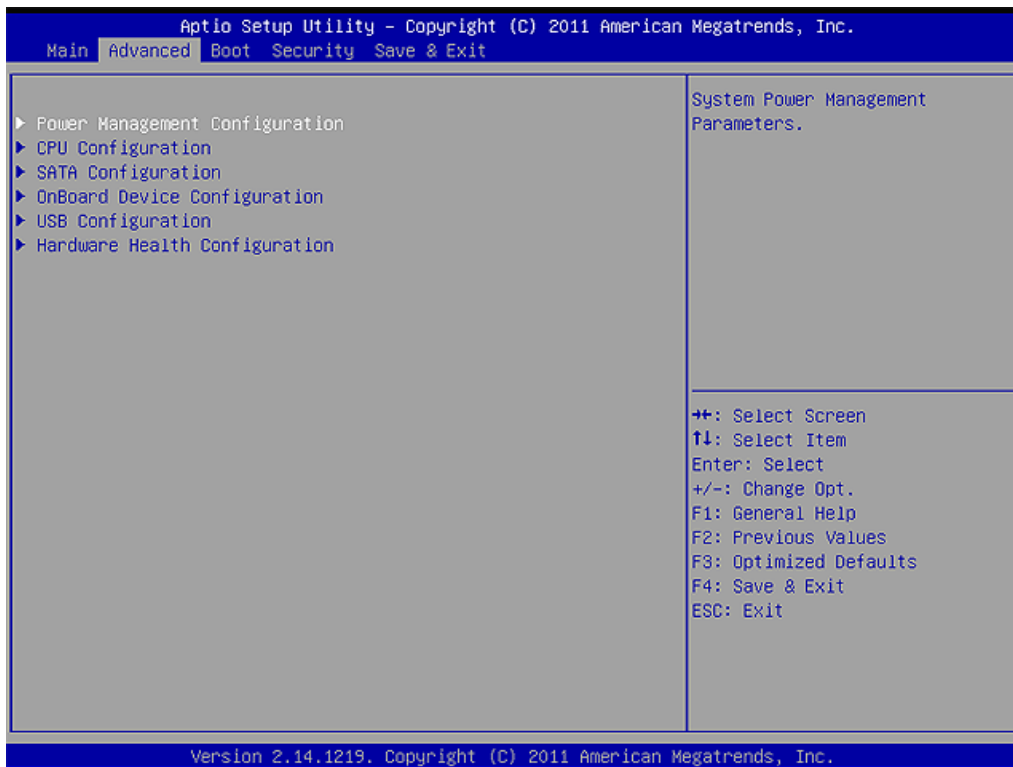 Aptio Setup Utility – Copyright (C) 2011 American Megatrends, Inc.
Main Advanced Boot Security Save & Exit
▶ Power Management Configuration
▶ CPU Configuration
▶ SATA Configuration
▶ OnBoard Device Configuration
▶ USB Configuration
▶ Hardware Health Configuration
System Power Management
Parameters.
→←: Select Screen
↑↓: Select Item
Enter: Select
+/-: Change Opt.
F1: General Help
F2: Previous Values
F3: Optimized Defaults
F4: Save & Exit
ESC: Exit
Version 2.14.1219. Copyright (C) 2011 American Megatrends, Inc.